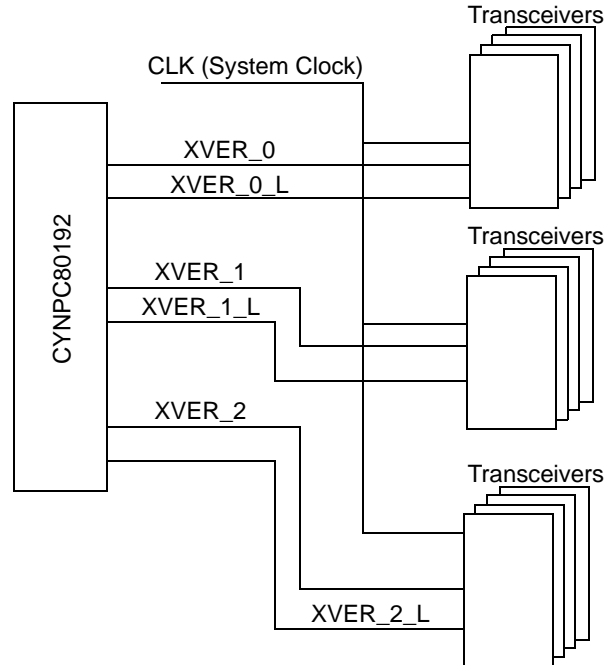 Transceivers
CLK (System Clock)
XVER_0
XVER_0_L
CYNPC80192
Transceivers
XVER_1
XVER_1_L
XVER_2
Transceivers
XVER_2_L